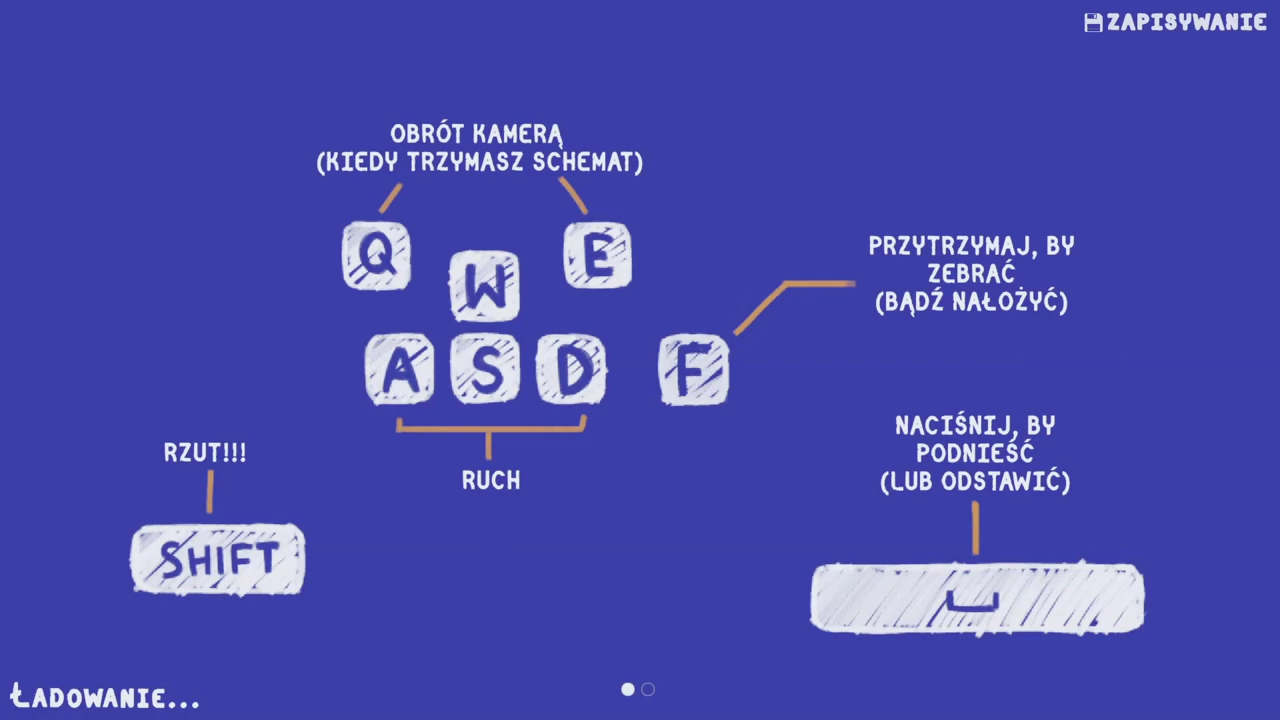 ZAPISYWANIE
OBRÓT KAMERĄ
(KIEDY TRZYMASZ SCHEMAT)
Q
W
E
PRZYTRZYMAJ, BY
ZEBRAĆ
(BĄDŹ NAŁOŻYĆ)
A
S
D
F
RUCH
NACIŚNIJ, BY
PODNIEŚĆ
(LUB ODSTAWIĆ)
RZUT!!!
SHIFT
ŁADOWANIE...